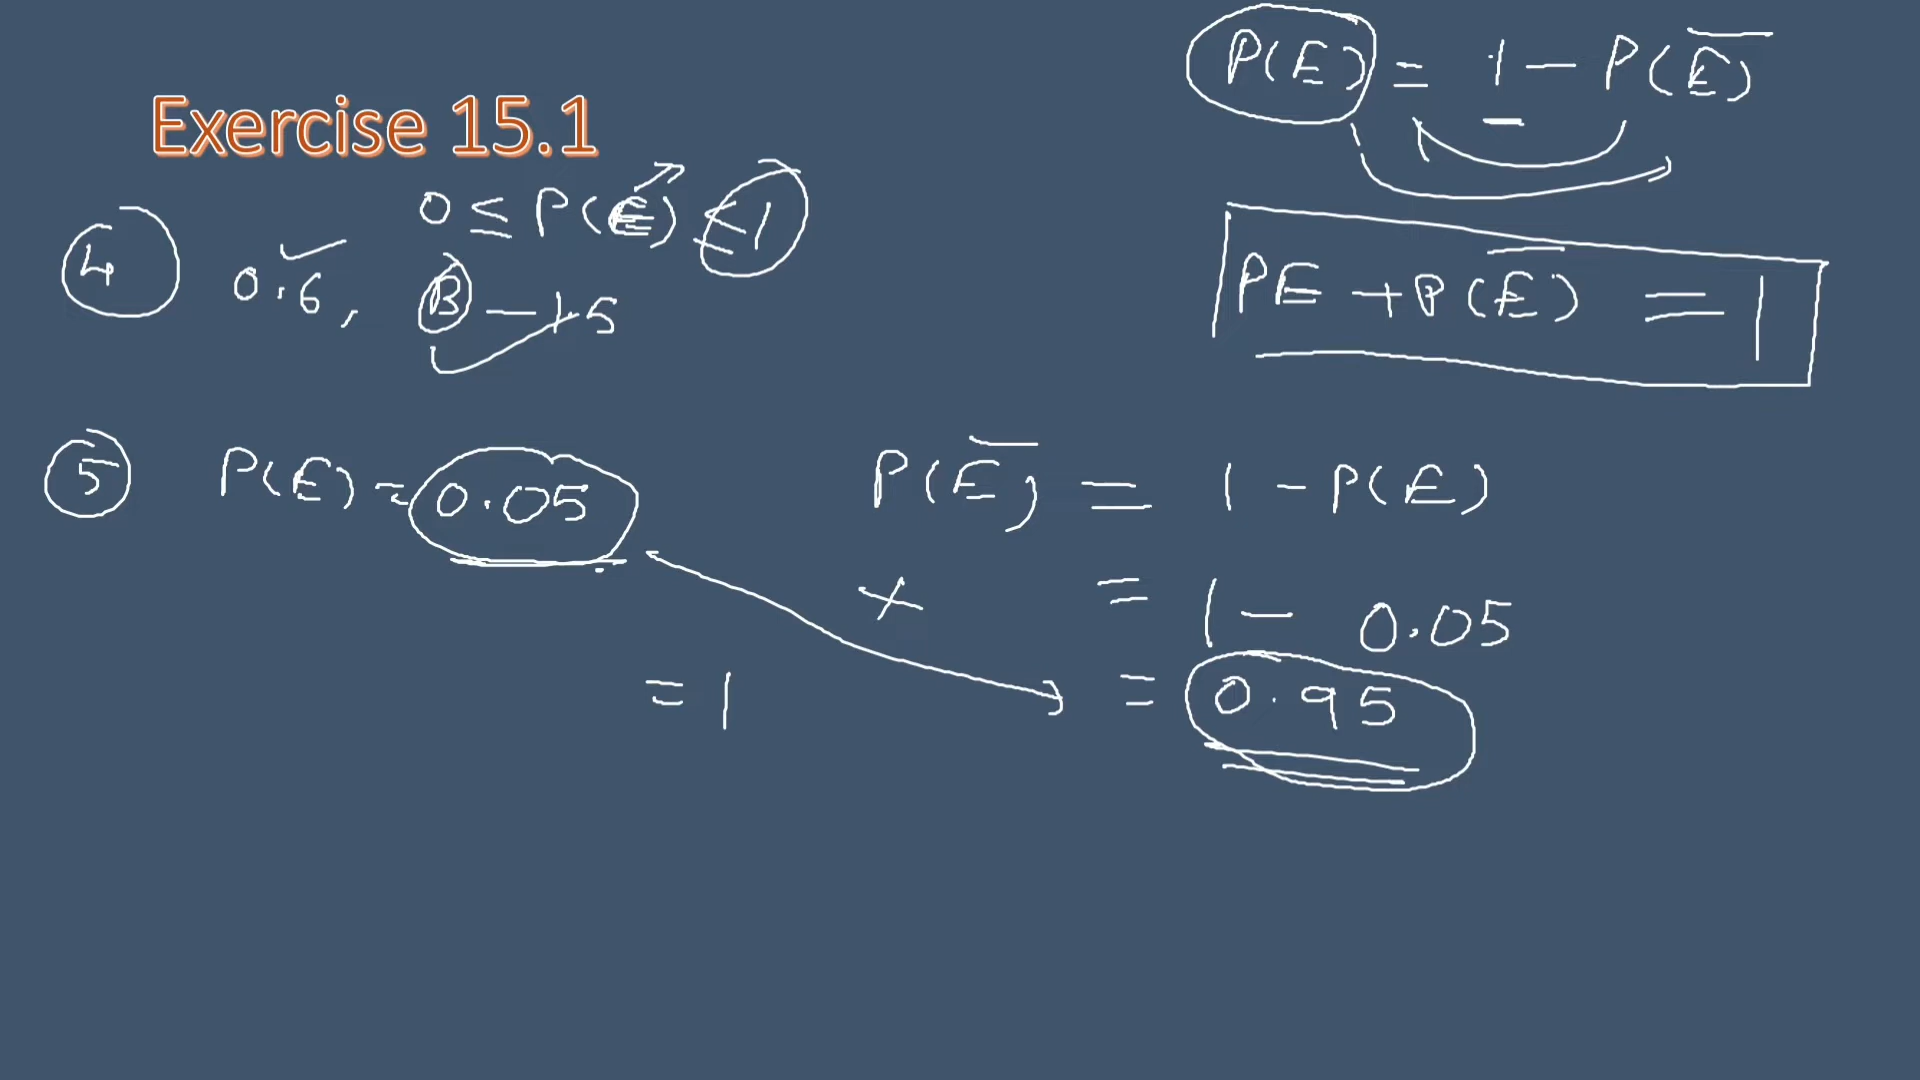 P(E) = 1 - P(E̅)
Exercise 15.1
0 ≤ P(E) ≤ 1
4 0.6, B -1.5
PE + P(E̅) = 1
5 P(E) = 0.05 P(E̅) = 1 - P(E)
+ = 1 - 0.05
= 1 = 0.95